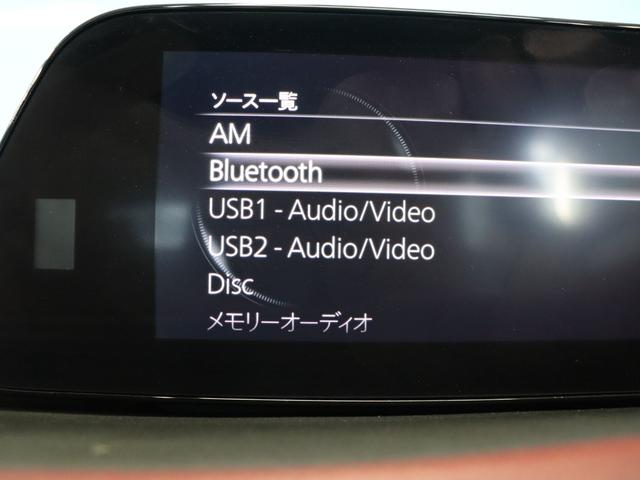 ソース一覧
AM
Bluetooth
USB1 - Audio/Video
USB2 - Audio/Video
Disc
メモリーオーディオ